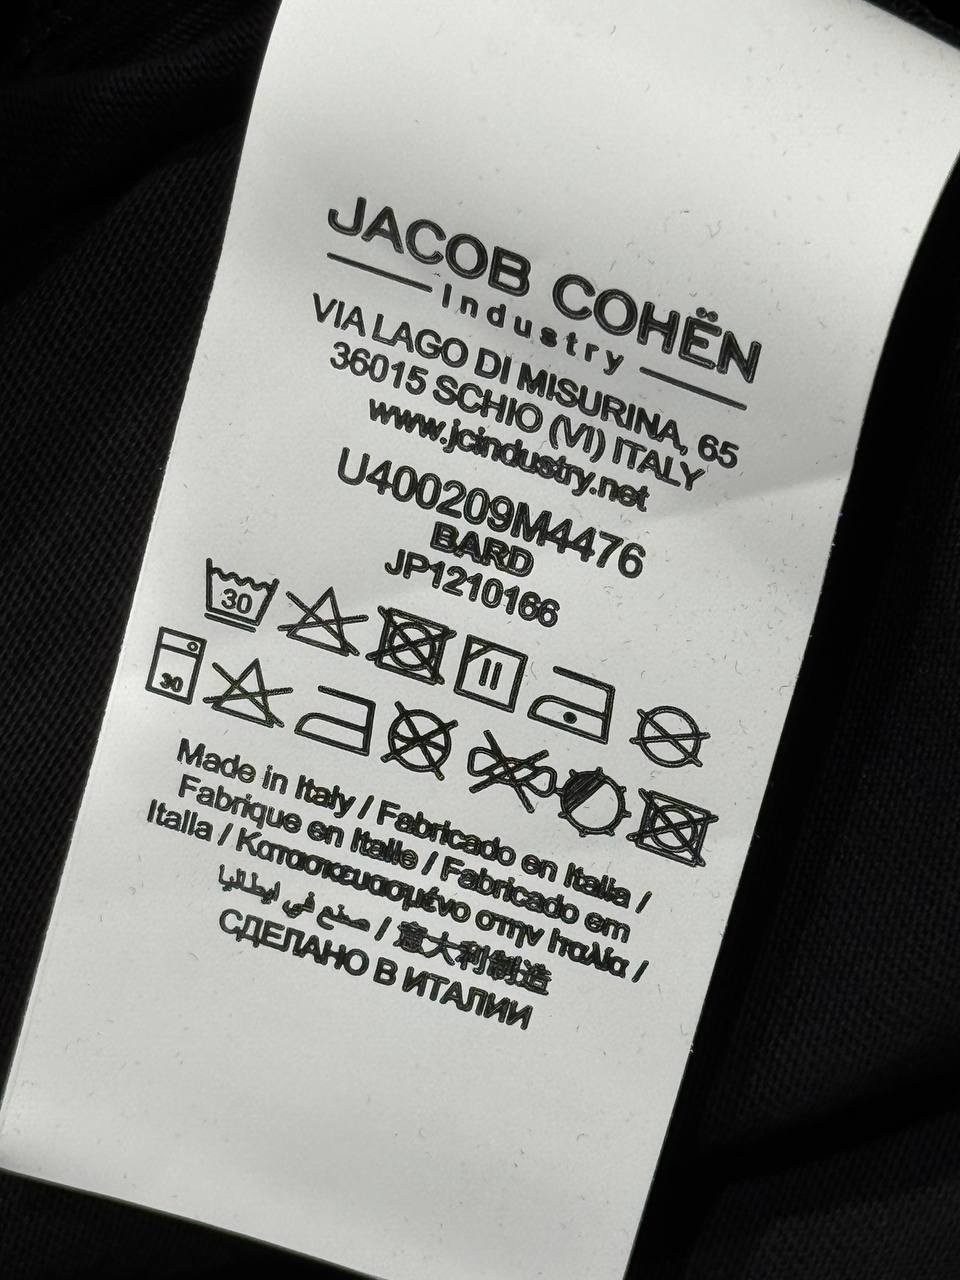 JACOB COHЁN
Industry
VIA LAGO DI MISURINA, 65
36015 SCHIO (VI) ITALY
www.jcindustry.net
U400209M4476
BARD
JP1210166
30
30
Made in Italy / Fabricado en Italia /
Fabrique en Italie / Fabricado em
Italia / Κατασκευασμένο στην Ιταλία /
صنع في ايطاليا / 意大利制造
СДЕЛАНО В ИТАЛИИ